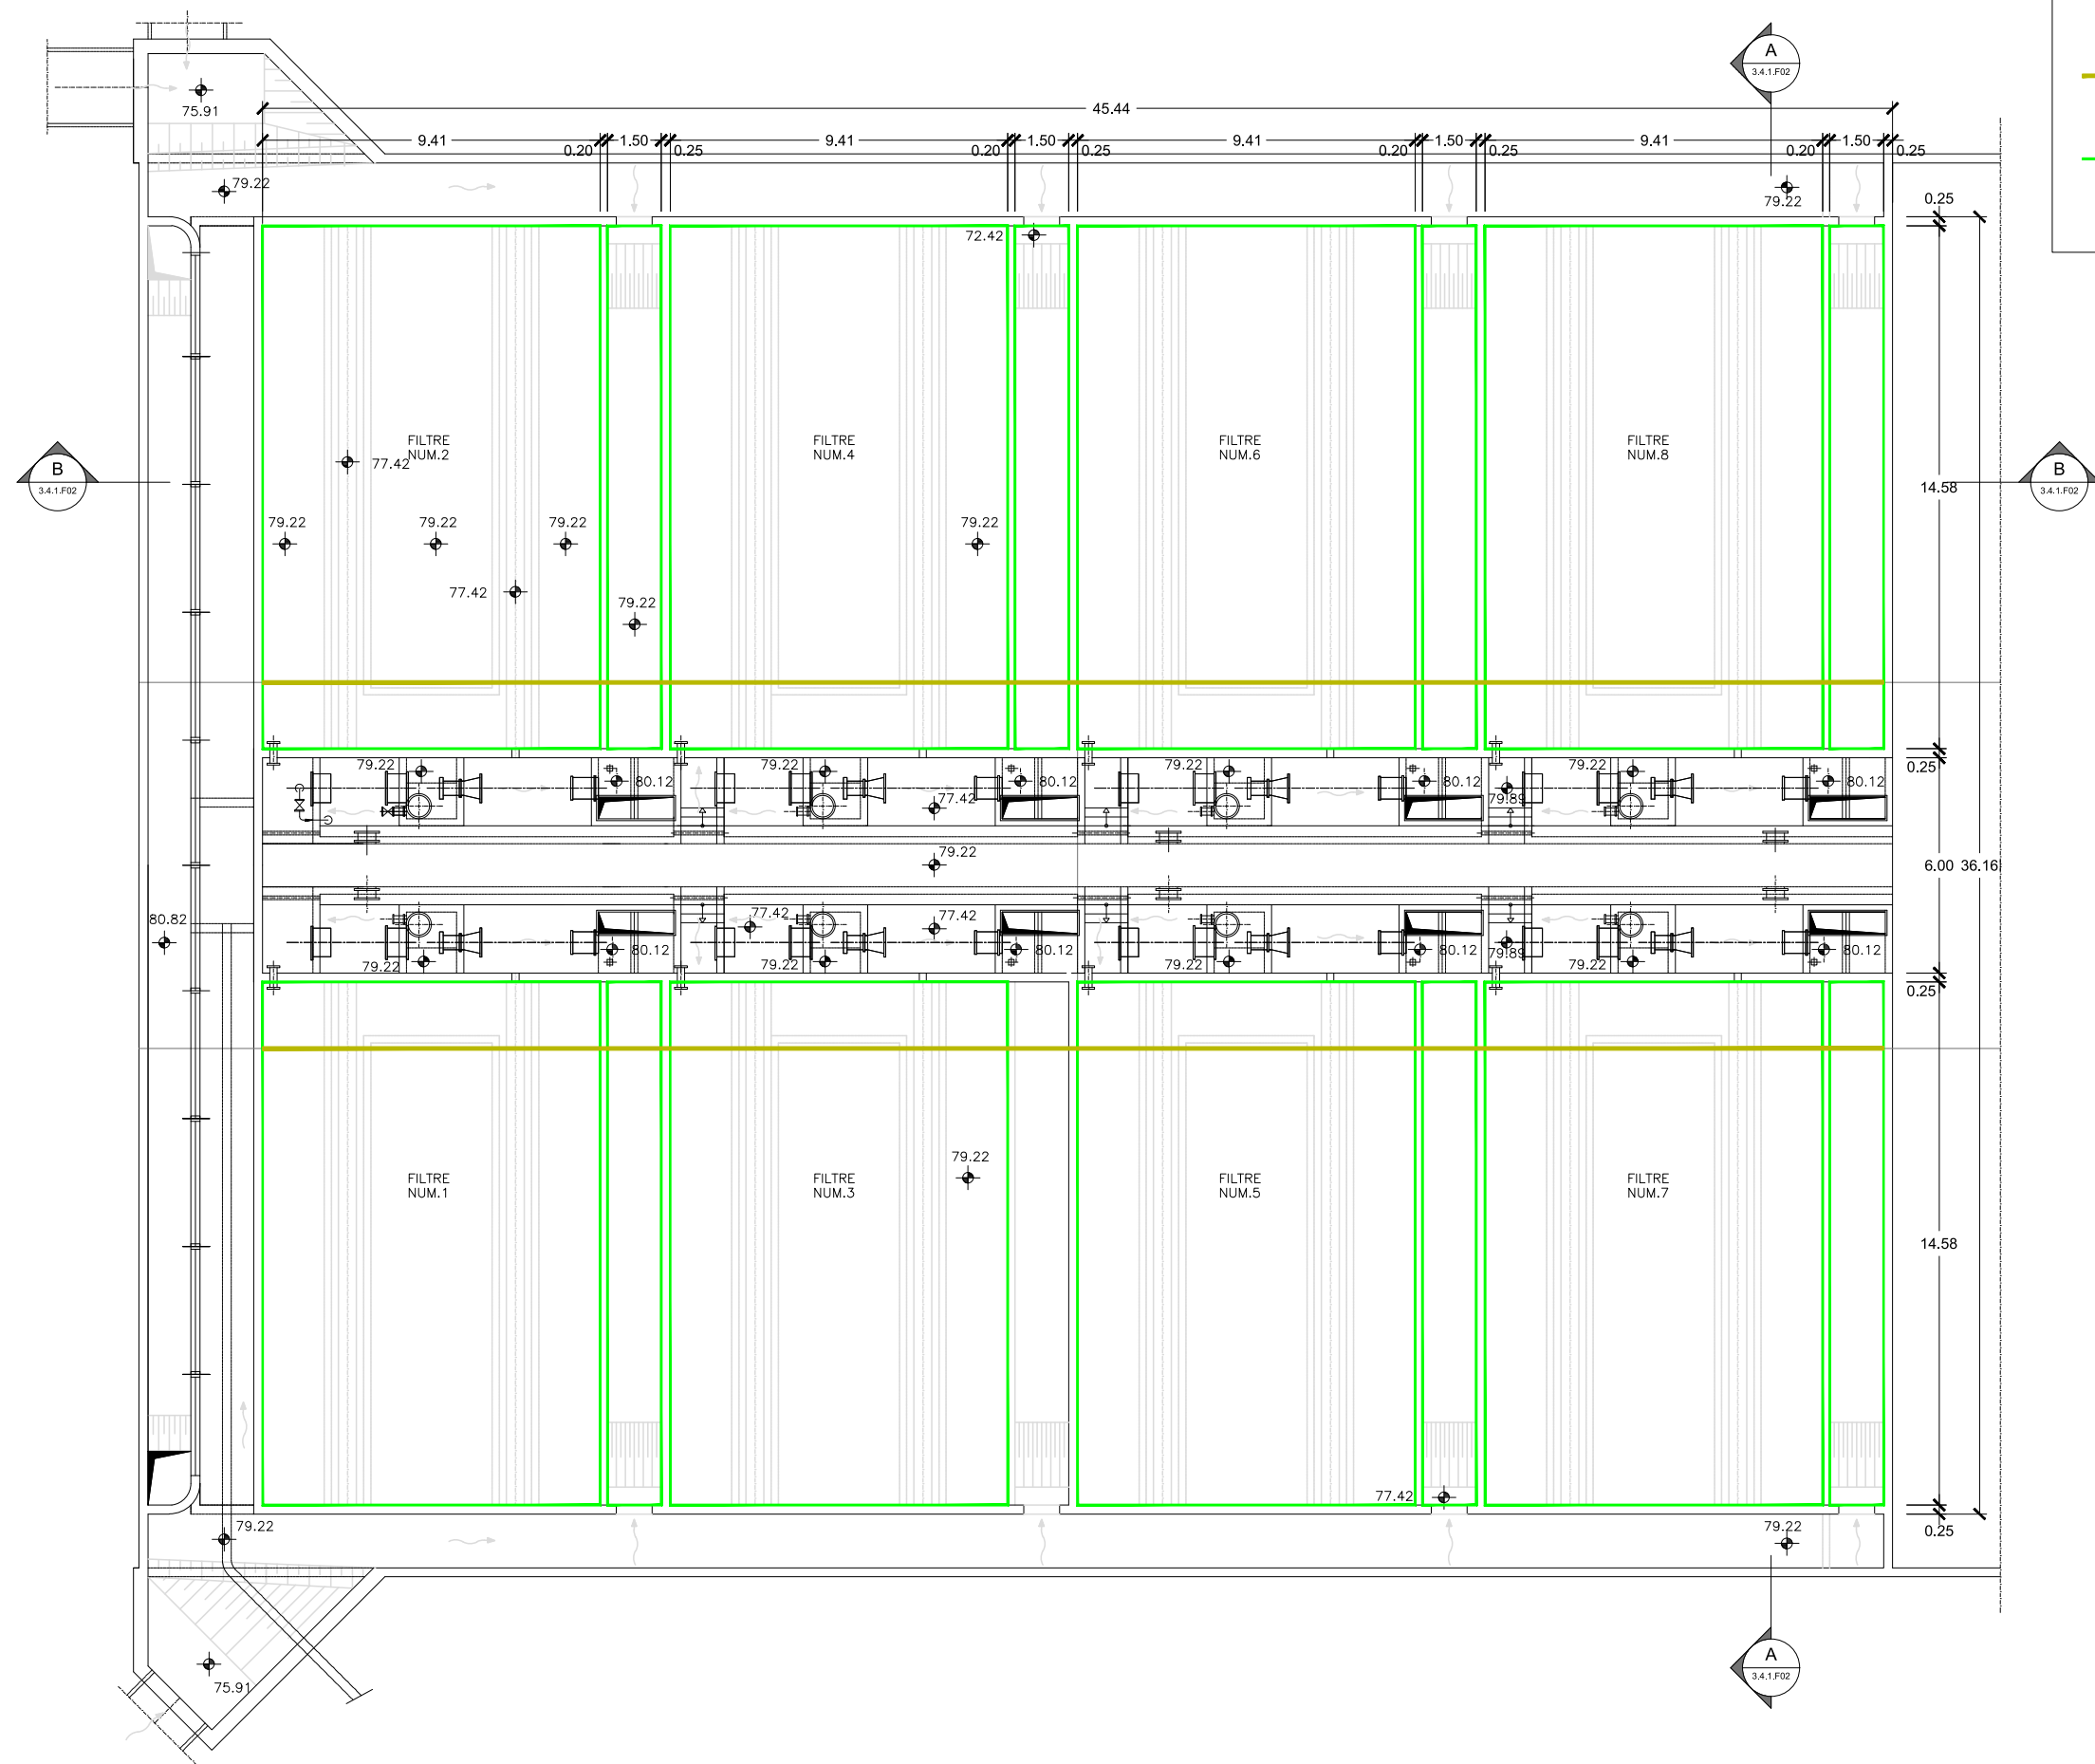 A
3.4.1.F02
75.91
45.44
9.41
0.20
1.50
0.25
9.41
0.20
1.50
0.25
9.41
0.20
1.50
0.25
9.41
0.20
1.50
0.25
79.22
79.22
0.25
72.42
FILTRE
NUM.2
FILTRE
NUM.4
FILTRE
NUM.6
FILTRE
NUM.8
77.42
B
3.4.1.F02
B
3.4.1.F02
14.58
79.22
79.22
79.22
79.22
77.42
79.22
79.22
79.22
79.22
79.22
0.25
80.12
80.12
80.12
80.12
77.42
79.89
79.22
6.00
36.16
80.82
77.42
77.42
80.12
80.12
80.12
79.89
80.12
79.22
79.22
79.22
79.22
0.25
79.22
FILTRE
NUM.1
FILTRE
NUM.3
FILTRE
NUM.5
FILTRE
NUM.7
14.58
77.42
79.22
79.22
0.25
A
3.4.1.F02
75.91